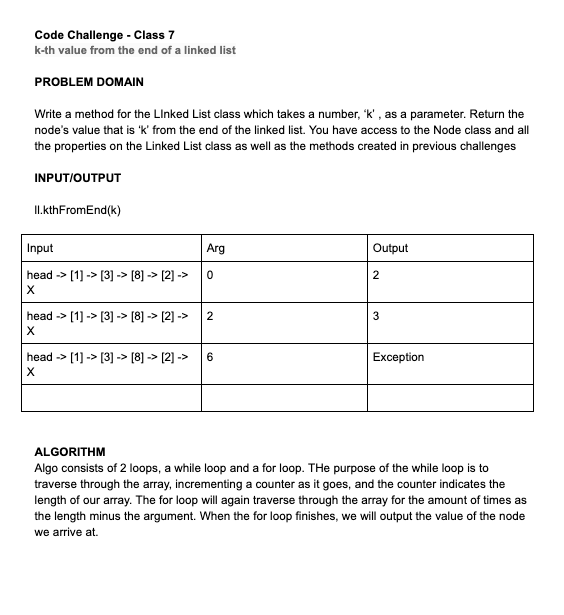 Code Challenge - Class 7
k-th value from the end of a linked list
PROBLEM DOMAIN
Write a method for the LInked List class which takes a number, ‘k’ , as a parameter. Return the
node’s value that is ‘k’ from the end of the linked list. You have access to the Node class and all
the properties on the Linked List class as well as the methods created in previous challenges
INPUT/OUTPUT
ll.kthFromEnd(k)
Input Arg Output
head -> [1] -> [3] -> [8] -> [2] -> 0 2
X
head -> [1] -> [3] -> [8] -> [2] -> 2 3
X
head -> [1] -> [3] -> [8] -> [2] -> 6 Exception
X
ALGORITHM
Algo consists of 2 loops, a while loop and a for loop. THe purpose of the while loop is to
traverse through the array, incrementing a counter as it goes, and the counter indicates the
length of our array. The for loop will again traverse through the array for the amount of times as
the length minus the argument. When the for loop finishes, we will output the value of the node
we arrive at.